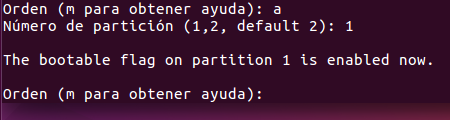 Orden (m para obtener ayuda): a
Número de partición (1,2, default 2): 1
The bootable flag on partition 1 is enabled now.
Orden (m para obtener ayuda):